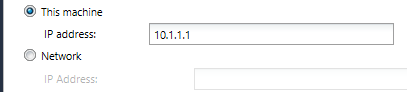 This machine
IP address: 10.1.1.1
Network
IP Address: